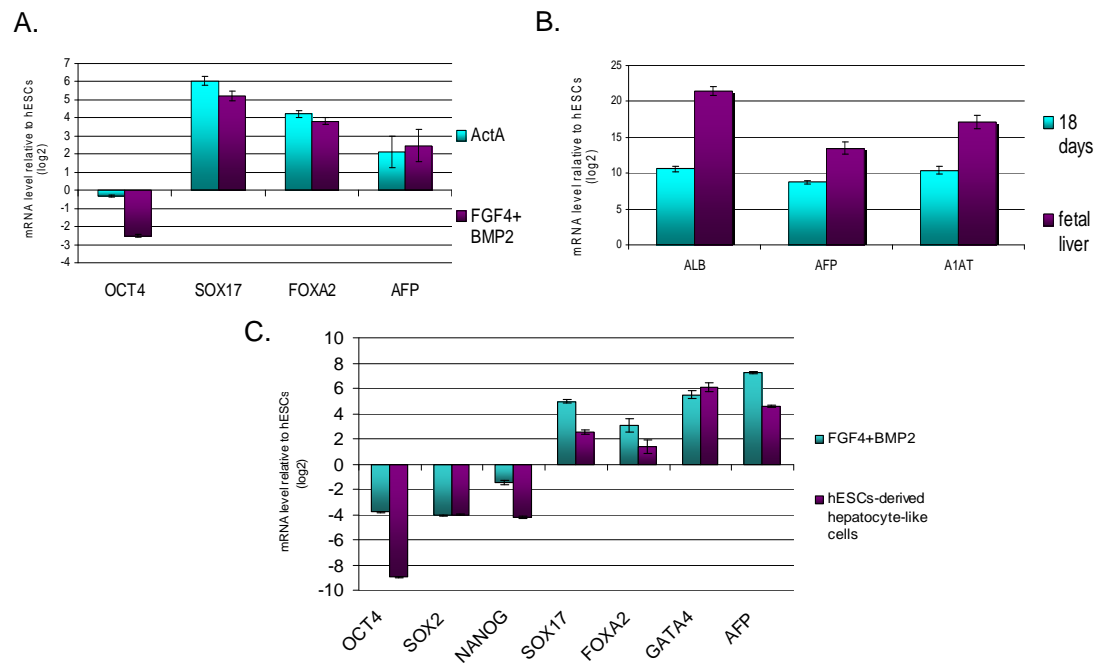 A.
mRNA level relative to hESCs
(log2)
7
6
5
4
3
2
1
0
-1
-2
-3
-4
OCT4 SOX17 FOXA2 AFP
ActA
FGF4+
BMP2
B.
mRNA level ralative to hESCs
(log2)
25
20
15
10
5
0
ALB AFP A1AT
18
days
fetal
liver
C.
mRNA level relative to hESCs
(log2)
10
8
6
4
2
0
-2
-4
-6
-8
-10
OCT4 SOX2 NANOG SOX17 FOXA2 GATA4 AFP
FGF4+BMP2
hESCs-derived
hepatocyte-like
cells